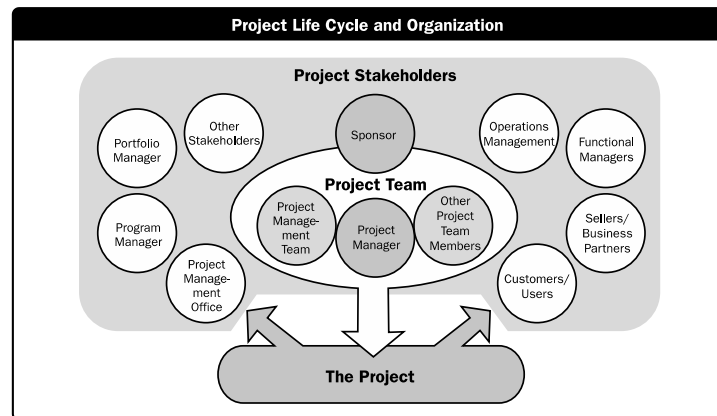 Project Life Cycle and Organization
Project Stakeholders
Portfolio
Manager
Other
Stakeholders
Sponsor
Operations
Management
Functional
Managers
Project Team
Program
Manager
Project
Manage-
ment
Team
Project
Manager
Other
Project
Team
Members
Sellers/
Business
Partners
Project
Manage-
ment
Office
Customers/
Users
The Project